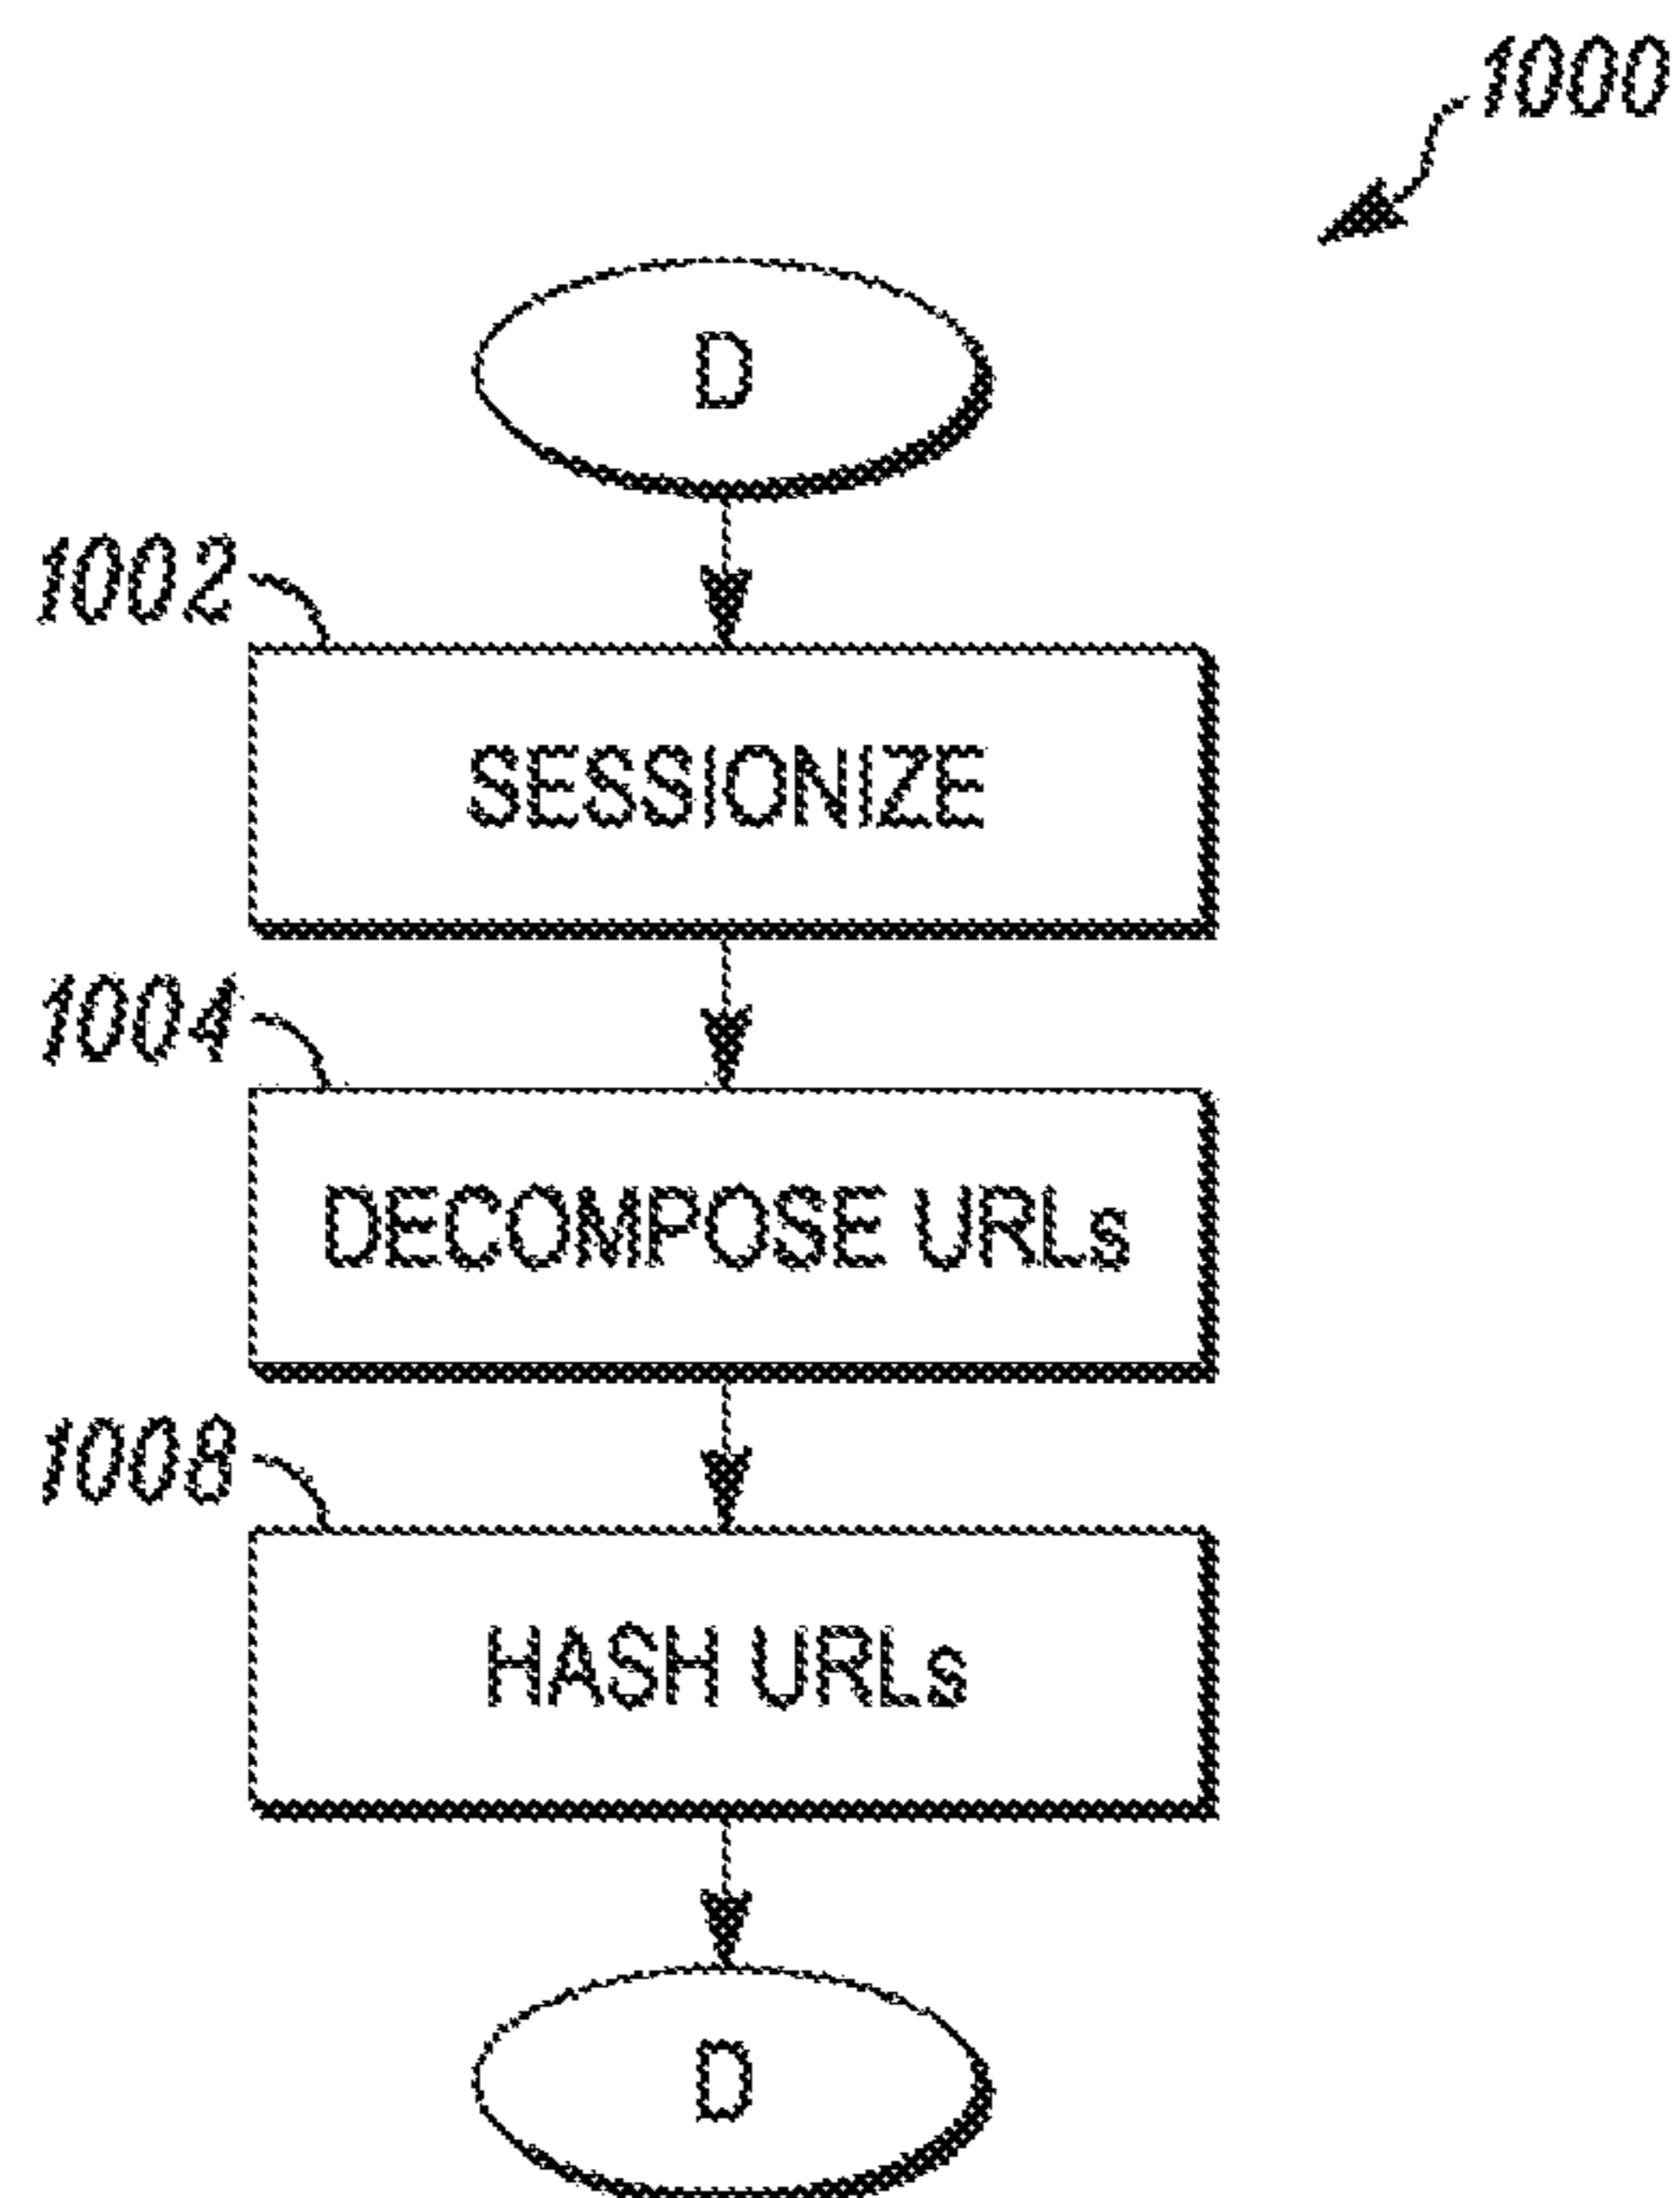 1000
D
1002
SESSIONIZE
1004
DECOMPOSE URLs
1008
HASH URLs
D